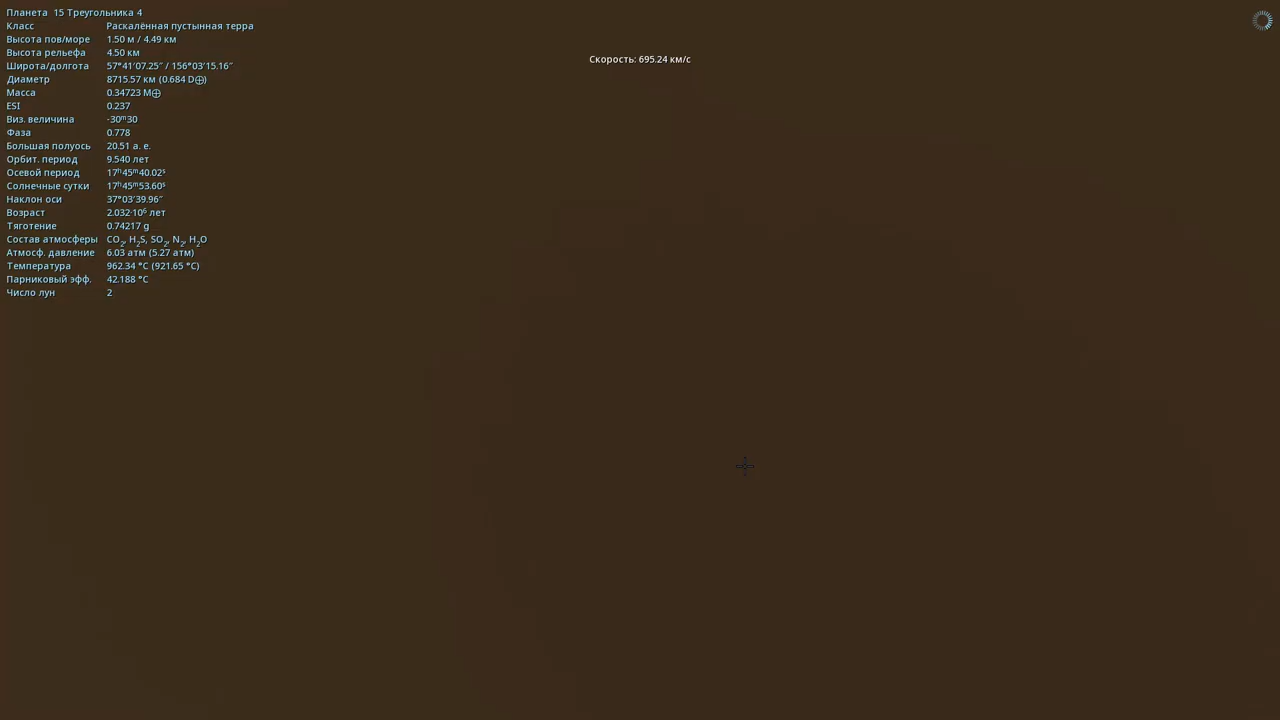 Планета 15 Треугольника 4
Класс Раскалённая пустынная терра
Высота пов/море 1.50 м / 4.49 км
Скорость: 695.24 км/с
Высота рельефа 4.50 км
Широта/долгота 57°41′07.25″ / 156°03′15.16″
Диаметр 8715.57 км (0.684 D⊕)
Масса 0.34723 M⊕
ESI 0.237
Виз. величина -30ᵐ30
Фаза 0.778
Большая полуось 20.51 а. е.
Орбит. период 9.540 лет
Осевой период 17ʰ45ᵐ40.02ˢ
Солнечные сутки 17ʰ45ᵐ53.60ˢ
Наклон оси 37°03′39.96″
Возраст 2.032·10⁶ лет
Тяготение 0.74217 g
Состав атмосферы CO₂, H₂S, SO₂, N₂, H₂O
Атмосф. давление 6.03 атм (5.27 атм)
Температура 962.34 °C (921.65 °C)
Парниковый эфф. 42.188 °C
Число лун 2